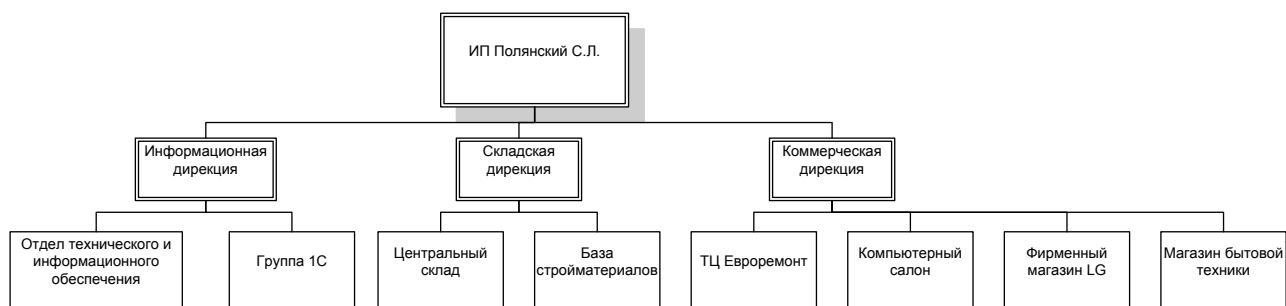 ИП Полянский С.Л.
Информационная
дирекция
Складская
дирекция
Коммерческая
дирекция
Отдел технического и
информационного
обеспечения
Группа 1С
Центральный
склад
База
стройматериалов
ТЦ Евроремонт
Компьютерный
салон
Фирменный
магазин LG
Магазин бытовой
техники